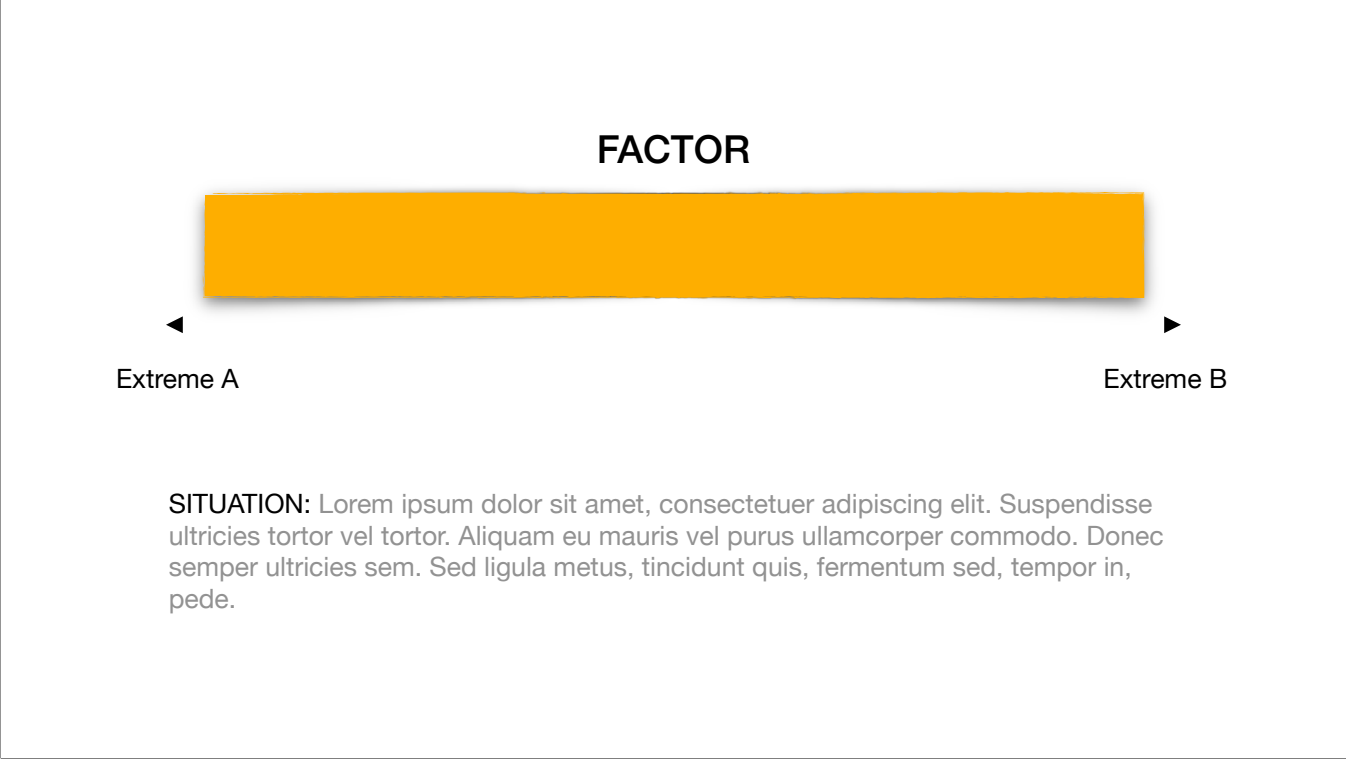 FACTOR
◀ ▶
Extreme A Extreme B
SITUATION: Lorem ipsum dolor sit amet, consectetuer adipiscing elit. Suspendisse
ultricies tortor vel tortor. Aliquam eu mauris vel purus ullamcorper commodo. Donec
semper ultricies sem. Sed ligula metus, tincidunt quis, fermentum sed, tempor in,
pede.